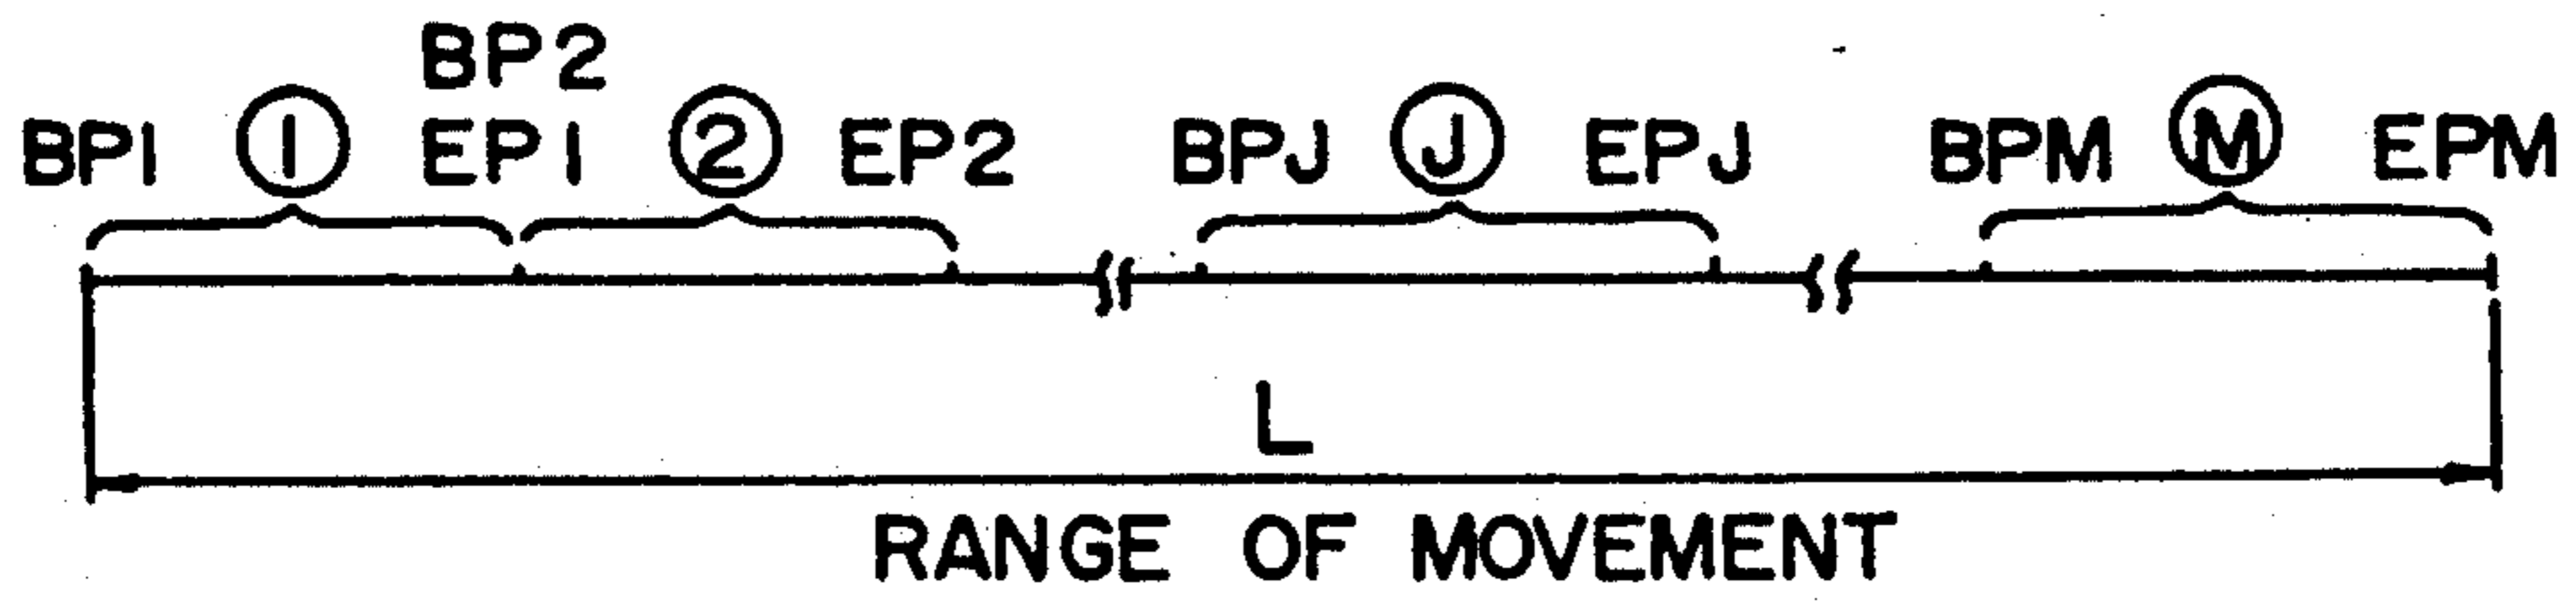 BP2
BP1 ① EP1 ② EP2 BPJ Ⓙ EPJ BPM Ⓜ EPM
L
RANGE OF MOVEMENT